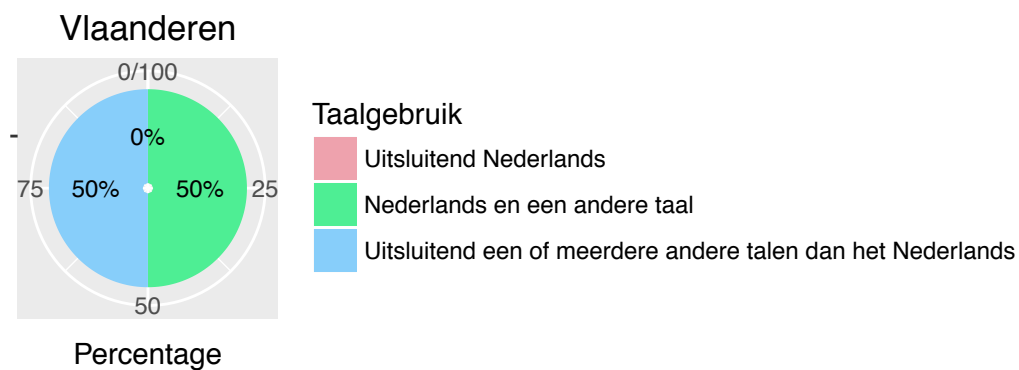 Vlaanderen
0/100
0%
75
50%
50%
25
50
Percentage
Taalgebruik
Uitsluitend Nederlands
Nederlands en een andere taal
Uitsluitend een of meerdere andere talen dan het Nederlands